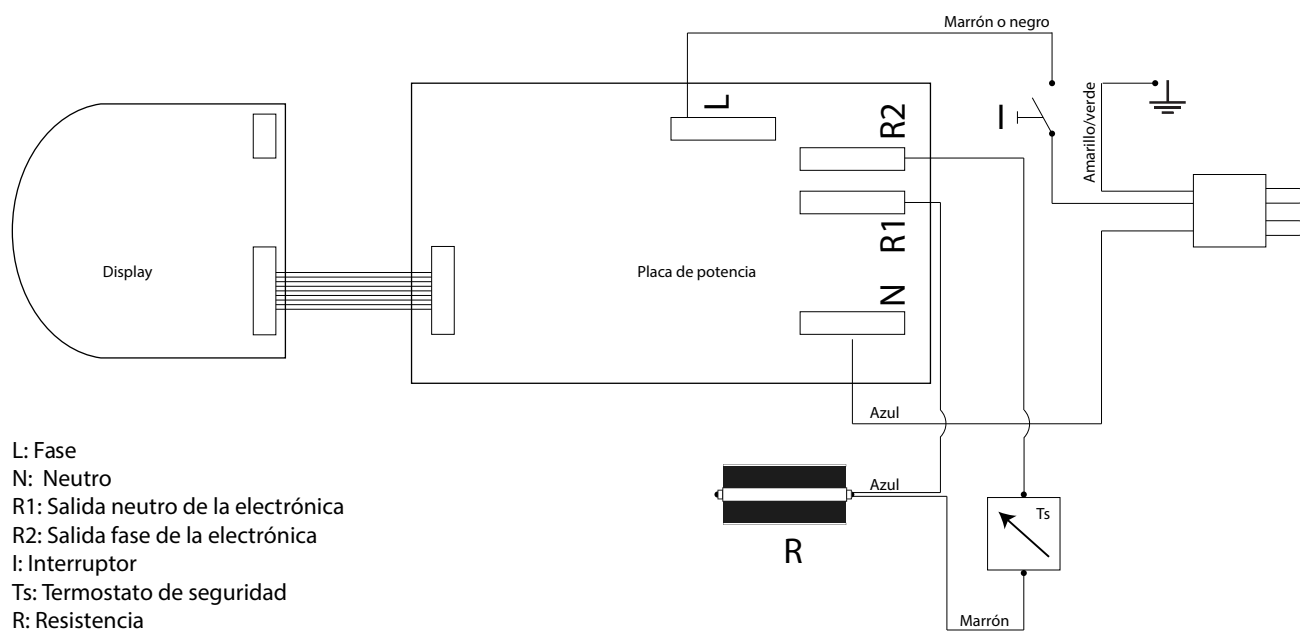 Marrón o negro
L
R2
I
Amarillo/verde
R1
Display
Placa de potencia
N
Azul
L: Fase
N: Neutro
R1: Salida neutro de la electrónica
R2: Salida fase de la electrónica
I: Interruptor
Ts: Termostato de seguridad
R: Resistencia
Azul
Ts
R
Marrón